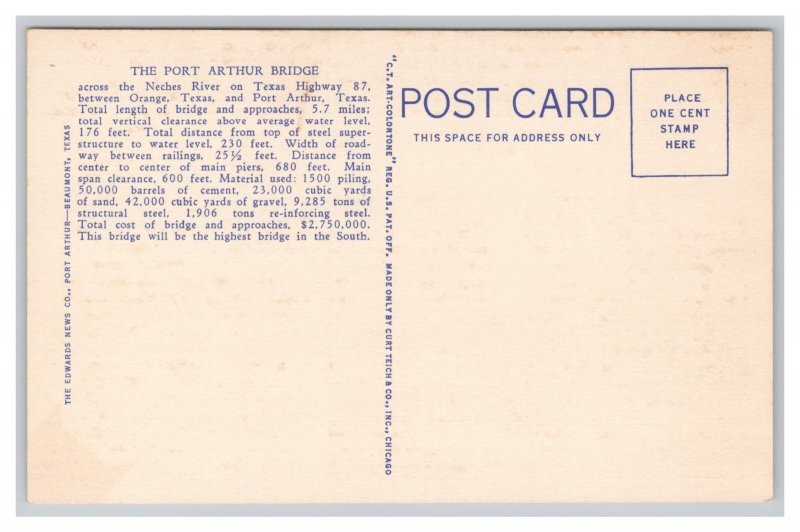 THE PORT ARTHUR BRIDGE
across the Neches River on Texas Highway 87,
between Orange, Texas, and Port Arthur, Texas.
Total length of bridge and approaches, 5.7 miles;
total vertical clearance above average water level,
176 feet. Total distance from top of steel super-
structure to water level, 230 feet. Width of road-
way between railings, 25½ feet. Distance from
center to center of main piers, 680 feet. Main
span clearance, 600 feet. Material used: 1500 piling,
50,000 barrels of cement, 23,000 cubic yards
of sand, 42,000 cubic yards of gravel, 9,285 tons of
structural steel, 1,906 tons re-inforcing steel.
Total cost of bridge and approaches, $2,750,000.
This bridge will be the highest bridge in the South.
THE EDWARDS NEWS CO., PORT ARTHUR—BEAUMONT, TEXAS
"C.T. ART-COLORTONE" REG. U.S. PAT. OFF. MADE ONLY BY CURT TEICH & CO., INC., CHICAGO
POST CARD
THIS SPACE FOR ADDRESS ONLY
PLACE
ONE CENT
STAMP
HERE